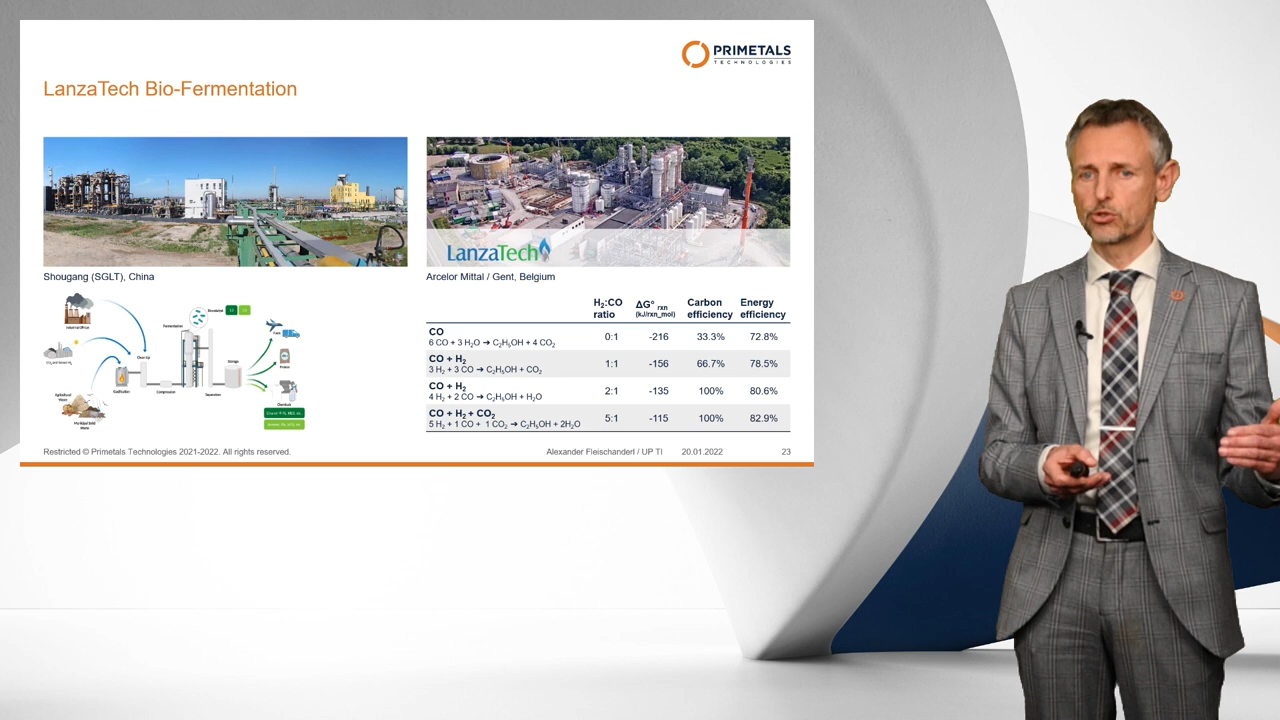 PRIMETALS
TECHNOLOGIES
LanzaTech Bio-Fermentation
LanzaTech
Shougang (SGLT), China
Arcelor Mittal / Gent, Belgium
Fermentation
Gasification
Compression
Separation
H₂:CO ratio
ΔG° rxn (kJ/rxn_mol)
Carbon efficiency
Energy efficiency
CO
6 CO + 3 H₂O ➔ C₂H₅OH + 4 CO₂
0:1 -216 33.3% 72.8%
CO + H₂
3 H₂ + 3 CO ➔ C₂H₅OH + CO₂
1:1 -156 66.7% 78.5%
CO + H₂
4 H₂ + 2 CO ➔ C₂H₅OH + H₂O
2:1 -135 100% 80.6%
CO + H₂ + CO₂
5 H₂ + 1 CO + 1 CO₂ ➔ C₂H₅OH + 2H₂O
5:1 -115 100% 82.9%
Restricted © Primetals Technologies 2021-2022. All rights reserved.
Alexander Fleischanderl / UP TI 20.01.2022 23